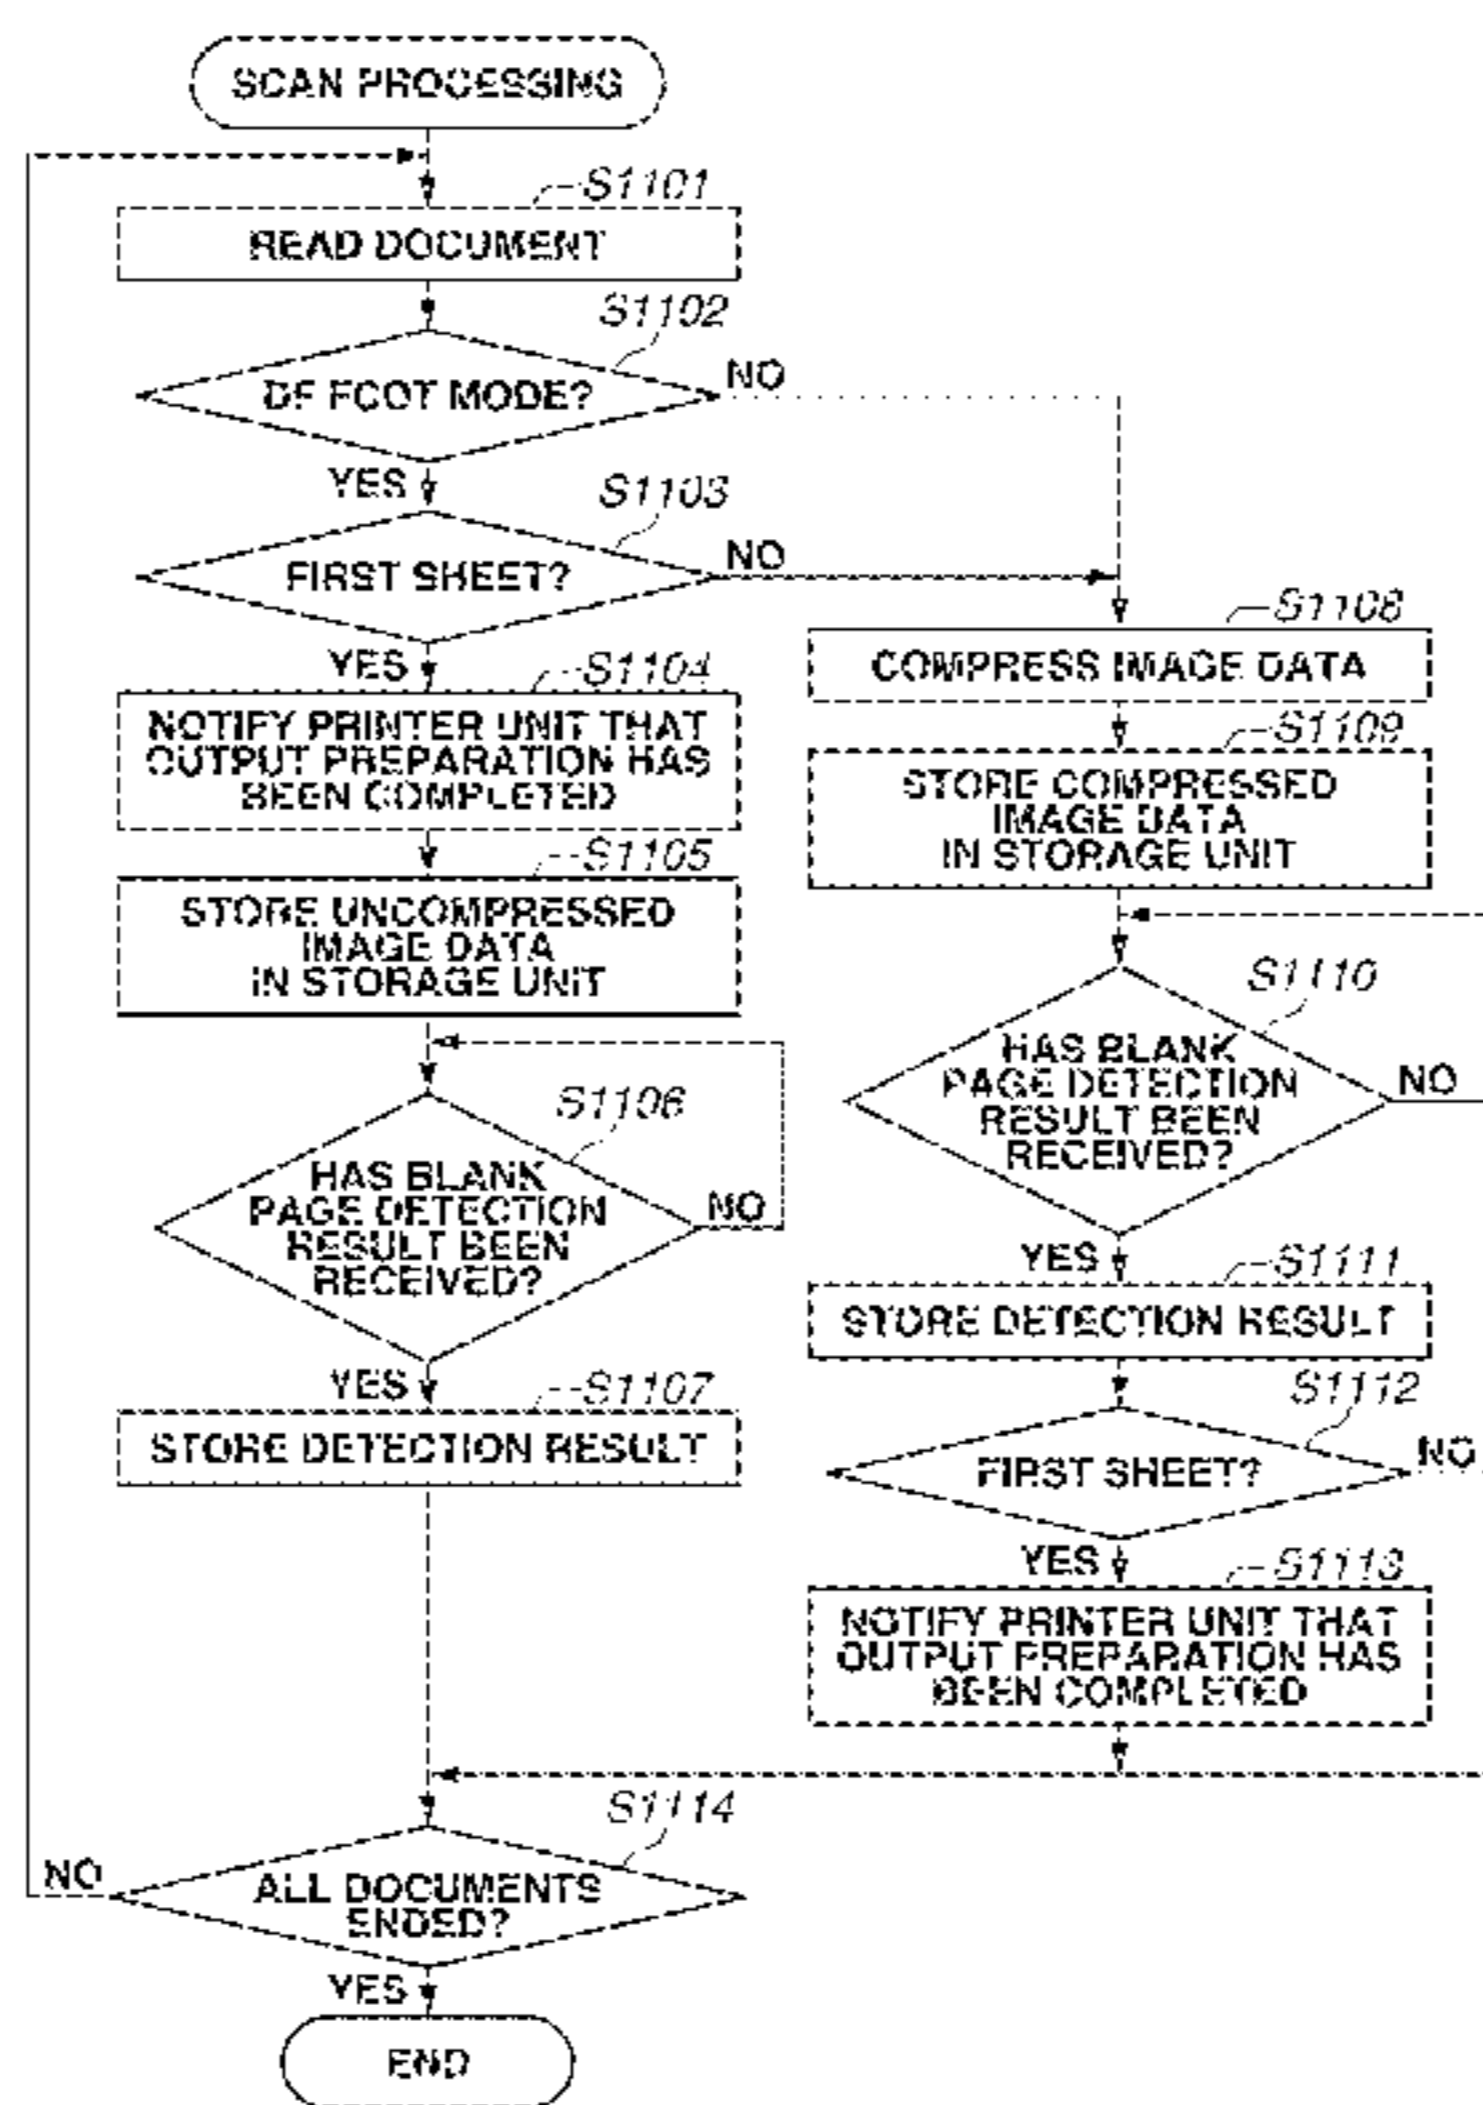 SCAN PROCESSING
S1101
READ DOCUMENT
S1102
DF FCOT MODE?
NO
YES
S1103
FIRST SHEET?
NO
YES
S1104
NOTIFY PRINTER UNIT THAT
OUTPUT PREPARATION HAS
BEEN COMPLETED
S1105
STORE UNCOMPRESSED
IMAGE DATA
IN STORAGE UNIT
S1106
HAS BLANK
PAGE DETECTION
RESULT BEEN
RECEIVED?
NO
YES
S1107
STORE DETECTION RESULT
S1108
COMPRESS IMAGE DATA
S1109
STORE COMPRESSED
IMAGE DATA
IN STORAGE UNIT
S1110
HAS BLANK
PAGE DETECTION
RESULT BEEN
RECEIVED?
NO
YES
S1111
STORE DETECTION RESULT
S1112
FIRST SHEET?
NO
YES
S1113
NOTIFY PRINTER UNIT THAT
OUTPUT PREPARATION HAS
BEEN COMPLETED
S1114
ALL DOCUMENTS
ENDED?
NO
YES
END